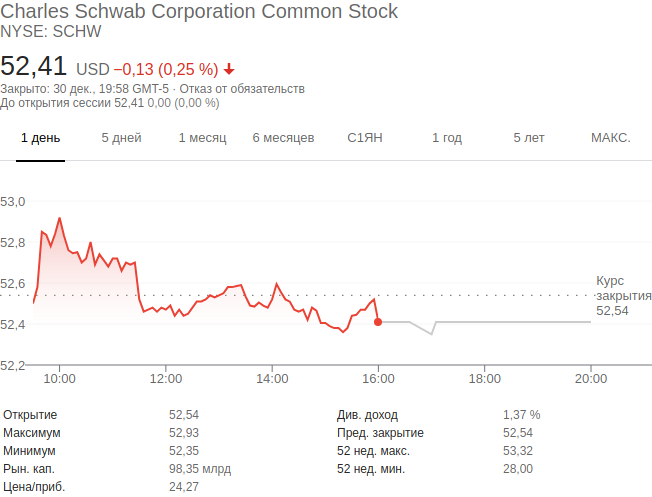 Charles Schwab Corporation Common Stock
NYSE: SCHW
52,41 USD −0,13 (0,25 %)
Закрыто: 30 дек., 19:58 GMT-5 · Отказ от обязательств
До открытия сессии 52,41 0,00 (0,00 %)
1 день 5 дней 1 месяц 6 месяцев С1ЯН 1 год 5 лет МАКС.
53,0
52,8
52,6
Курс
закрытия
52,54
52,4
52,2
10:00 12:00 14:00 16:00 18:00 20:00
Открытие 52,54 Див. доход 1,37 %
Максимум 52,93 Пред. закрытие 52,54
Минимум 52,35 52 нед. макс. 53,32
Рын. кап. 98,35 млрд 52 нед. мин. 28,00
Цена/приб. 24,27